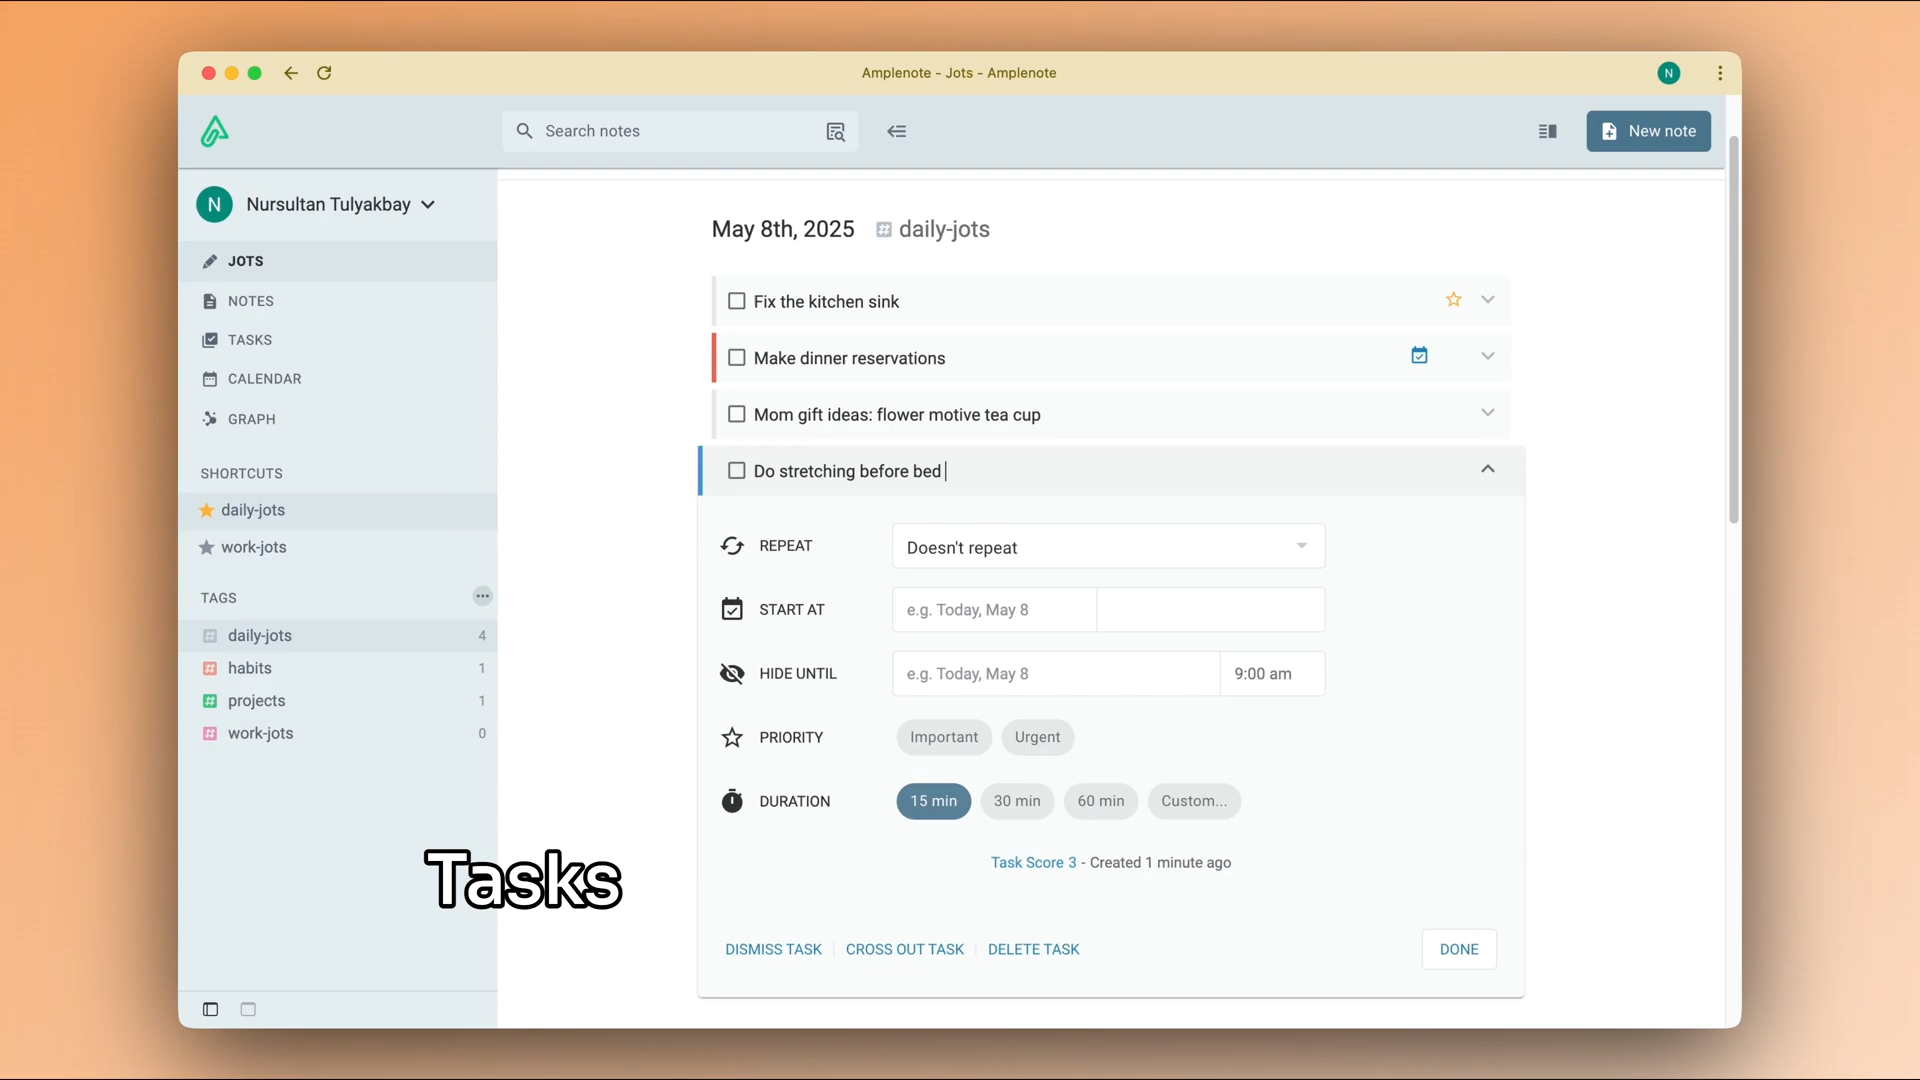 Amplenote - Jots - Amplenote
N
Search notes
New note
N
Nursultan Tulyakbay
JOTS
NOTES
TASKS
CALENDAR
GRAPH
SHORTCUTS
daily-jots
work-jots
TAGS
daily-jots 4
habits 1
projects 1
work-jots 0
May 8th, 2025 daily-jots
Fix the kitchen sink
Make dinner reservations
Mom gift ideas: flower motive tea cup
Do stretching before bed
REPEAT Doesn't repeat
START AT e.g. Today, May 8
HIDE UNTIL e.g. Today, May 8 9:00 am
PRIORITY Important Urgent
DURATION 15 min 30 min 60 min Custom...
Task Score 3 - Created 1 minute ago
Tasks
DISMISS TASK CROSS OUT TASK DELETE TASK DONE